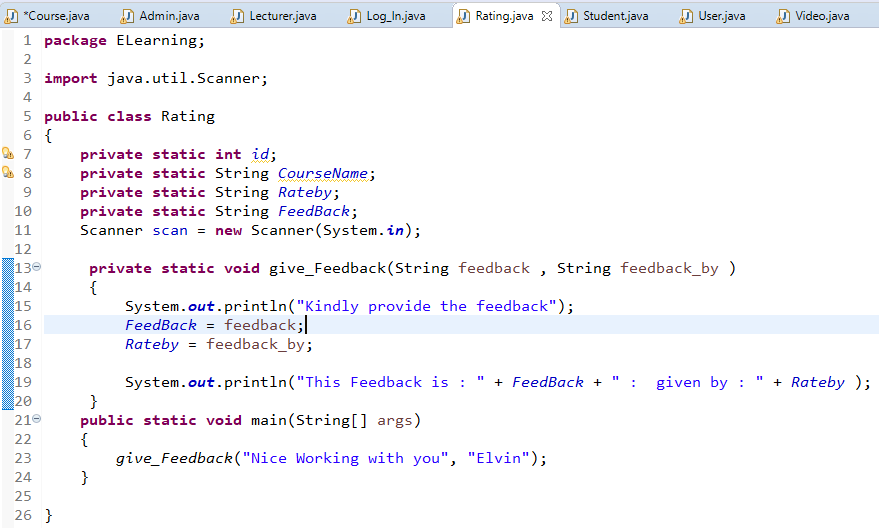 *Course.java Admin.java Lecturer.java Log_In.java Rating.java Student.java User.java Video.java
1 package ELearning;
2
3 import java.util.Scanner;
4
5 public class Rating
6 {
7 private static int id;
8 private static String CourseName;
9 private static String Rateby;
10 private static String FeedBack;
11 Scanner scan = new Scanner(System.in);
12
13 private static void give_Feedback(String feedback , String feedback_by )
14 {
15 System.out.println("Kindly provide the feedback");
16 FeedBack = feedback;
17 Rateby = feedback_by;
18
19 System.out.println("This Feedback is : " + FeedBack + " :  given by : " + Rateby );
20 }
21 public static void main(String[] args)
22 {
23 give_Feedback("Nice Working with you", "Elvin");
24 }
25
26 }